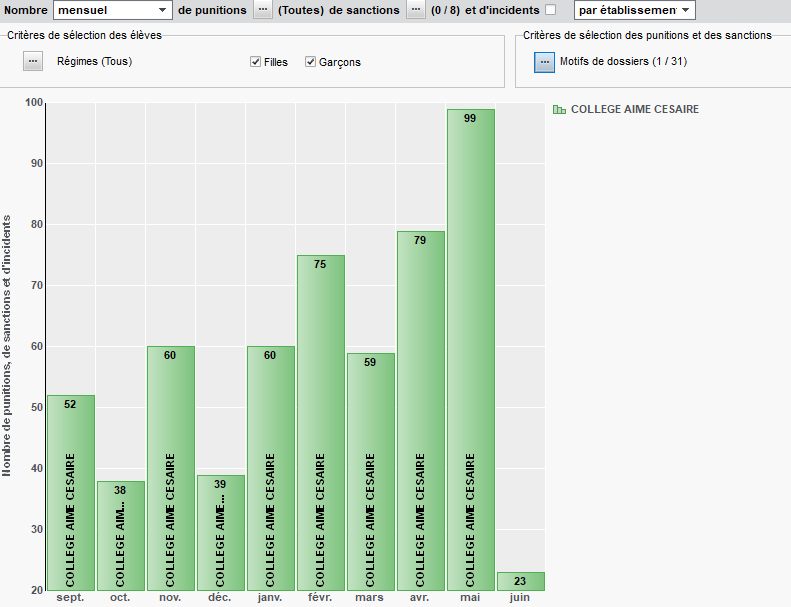 Nombre mensuel de punitions ... (Toutes) de sanctions ... (0 / 8) et d'incidents par établissement
Critères de sélection des élèves
Critères de sélection des punitions et des sanctions
... Régimes (Tous) Filles Garçons
... Motifs de dossiers (1 / 31)
COLLEGE AIME CESAIRE
Nombre de punitions, de sanctions et d'incidents
100
90
80
70
60
50
40
30
20
52
38
60
39
60
75
59
79
99
23
COLLEGE AIME CESAIRE
COLLEGE AIM...
COLLEGE AIME CESAIRE
COLLEGE AIME...
COLLEGE AIME CESAIRE
COLLEGE AIME CESAIRE
COLLEGE AIME CESAIRE
COLLEGE AIME CESAIRE
COLLEGE AIME CESAIRE
sept. oct. nov. déc. janv. févr. mars avr. mai juin